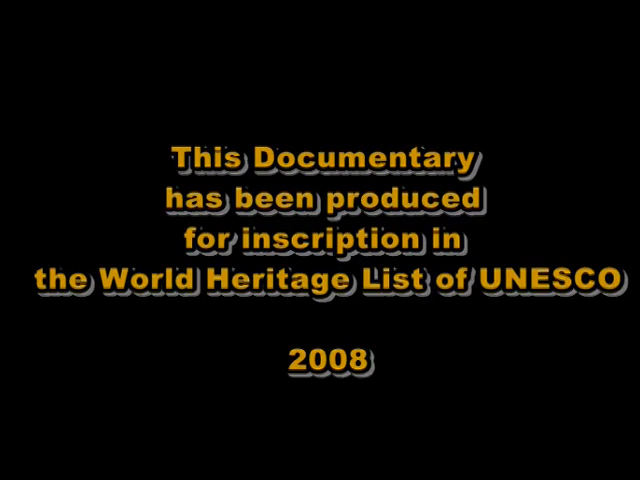 This Documentary
has been produced
for inscription in
the World Heritage List of UNESCO
2008